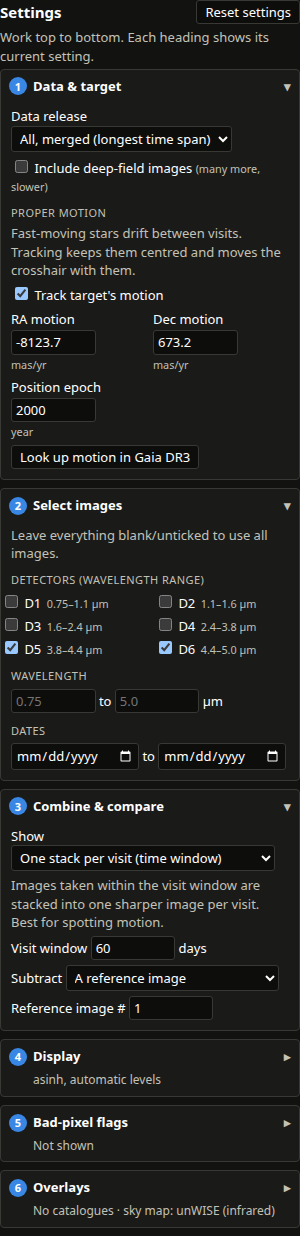 Settings
Reset settings
Work top to bottom. Each heading shows its
current setting.
1 Data & target ▼
Data release
All, merged (longest time span)
Include deep-field images (many more,
slower)
PROPER MOTION
Fast-moving stars drift between visits.
Tracking keeps them centred and moves the
crosshair with them.
Track target's motion
RA motion Dec motion
-8123.7 673.2
mas/yr mas/yr
Position epoch
2000
year
Look up motion in Gaia DR3
2 Select images ▼
Leave everything blank/unticked to use all
images.
DETECTORS (WAVELENGTH RANGE)
D1 0.75–1.1 µm D2 1.1–1.6 µm
D3 1.6–2.4 µm D4 2.4–3.8 µm
D5 3.8–4.4 µm D6 4.4–5.0 µm
WAVELENGTH
0.75 to 5.0 µm
DATES
mm/dd/yyyy to mm/dd/yyyy
3 Combine & compare ▼
Show
One stack per visit (time window)
Images taken within the visit window are
stacked into one sharper image per visit.
Best for spotting motion.
Visit window 60 days
Subtract A reference image
Reference image # 1
4 Display ▶
asinh, automatic levels
5 Bad-pixel flags ▶
Not shown
6 Overlays ▶
No catalogues · sky map: unWISE (infrared)